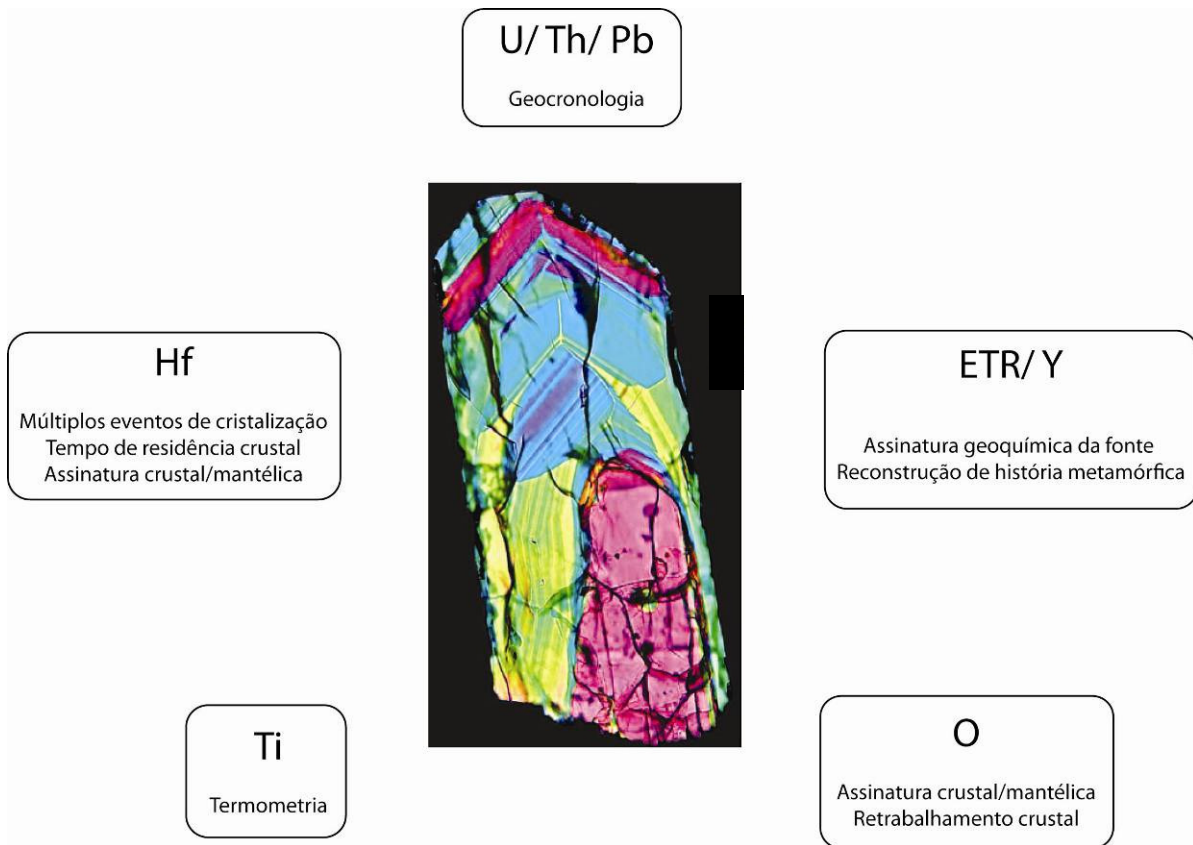 U/ Th/ Pb
Geocronologia
Hf
Múltiplos eventos de cristalização
Tempo de residência crustal
Assinatura crustal/mantélica
ETR/ Y
Assinatura geoquímica da fonte
Reconstrução de história metamórfica
Ti
Termometria
O
Assinatura crustal/mantélica
Retrabalhamento crustal